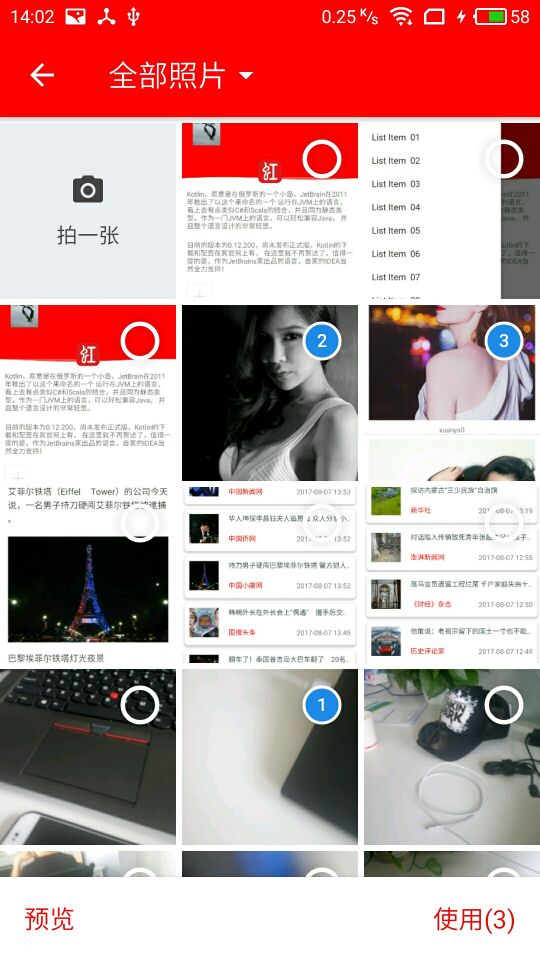 14:02
0.25 K/s
58
全部照片
拍一张
江
Kotlin，原意是在俄罗斯的一个小岛，JetBrain在2011
年推出了以这个来命名的一个 运行在JVM上的语言，
看上去有点类似C#和Scala的结合，并且同为静态类
型，作为一门JVM上的语言，可以轻松兼容Java， 并
且整个语言设计的非常轻量。
目前的版本为0.12.200，尚未发布正式版，Kotlin的下
载和配置在其官网上有， 在这里就不再赘述了，值得一
提的是，作为JetBrains家出品的语言，自家的IDEA当
然全力支持！
List Item 01
List Item 02
List Item 03
List Item 04
List Item 05
List Item 06
List Item 07
江
Kotlin，原意是在俄罗斯的一个小岛，JetBrain在2011
年推出了以这个来命名的一个 运行在JVM上的语言，
看上去有点类似C#和Scala的结合，并且同为静态类
型，作为一门JVM上的语言，可以轻松兼容Java， 并
且整个语言设计的非常轻量。
目前的版本为0.12.200，尚未发布正式版，Kotlin的下
载和配置在其官网上有， 在这里就不再赘述了，值得一
提的是，作为JetBrains家出品的语言，自家的IDEA当
然全力支持！
2
3
xuanya0
艾菲尔铁塔（Eiffel Tower）的公司今天
说，一名男子持刀硬闯艾菲尔铁塔被逮捕
。
巴黎埃菲尔铁塔灯光夜景
中国新闻网 2017-08-07 13:53
华人神探李昌钰夫人追思
众人分
小
中国侨网 2017-08-07 13:52
持刀男子硬闯巴黎埃菲尔铁塔 警方抓人...
中国小康网 2017-08-07 13:52
韩朝外长在外长会上"偶遇" 握手后交...
国搜头条 2017-08-07 13:45
翻车了！泰国普吉岛大巴车翻了 20名...
探访内蒙古"三少民族"自治旗
新华社 13:19
对话陷入传销致死青年张
子...
澎湃新闻网 2017-08-07 12:55
落马官员遗留工程烂尾 千户家姐失房十...
《财经》杂志 2017-08-07 12:50
他敢说：老祖宗留下的国土一寸也不能...
历史评论家 2017-08-07 12:49
1
PARK
预览
使用(3)